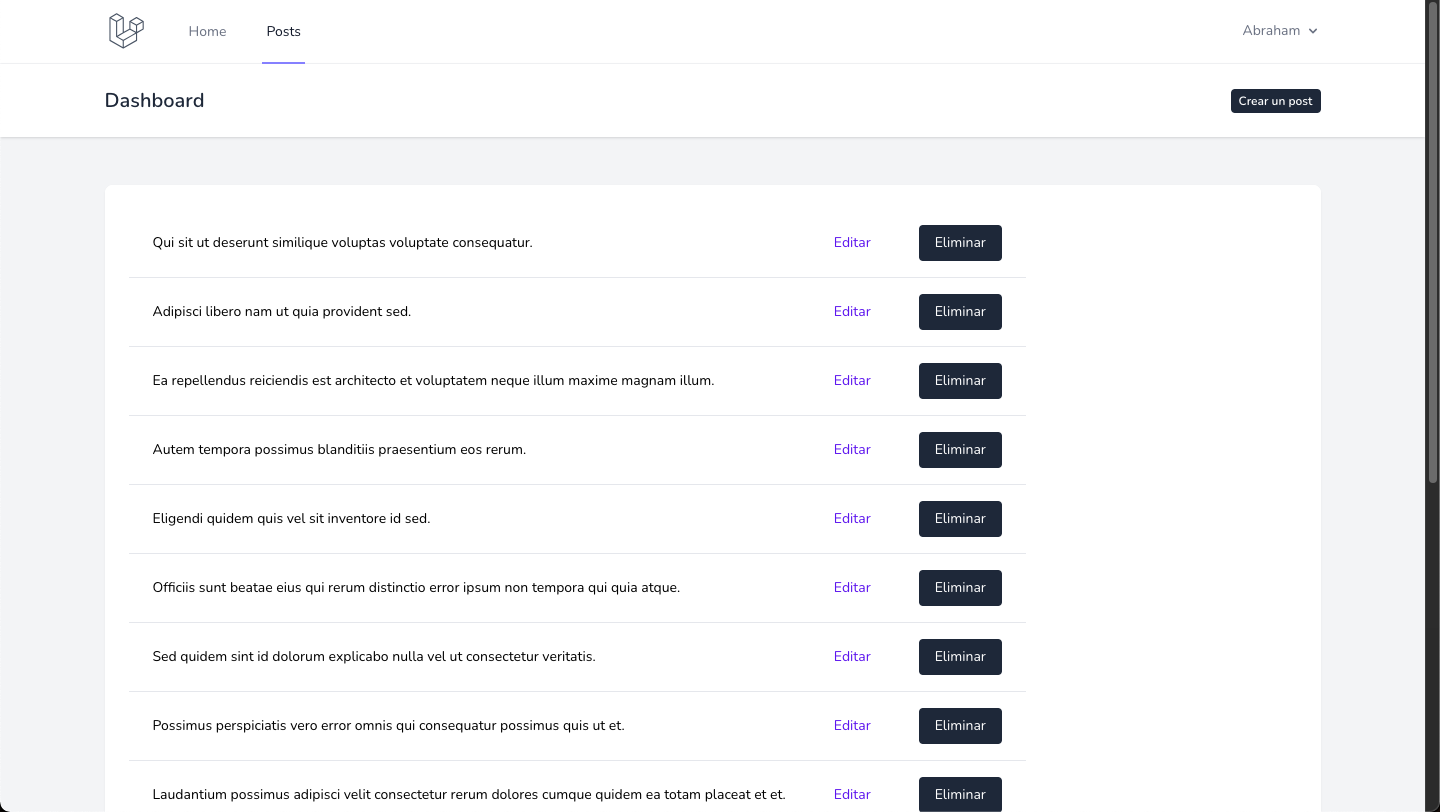 Home Posts Abraham
Dashboard Crear un post
Qui sit ut deserunt similique voluptas voluptate consequatur. Editar Eliminar
Adipisci libero nam ut quia provident sed. Editar Eliminar
Ea repellendus reiciendis est architecto et voluptatem neque illum maxime magnam illum. Editar Eliminar
Autem tempora possimus blanditiis praesentium eos rerum. Editar Eliminar
Eligendi quidem quis vel sit inventore id sed. Editar Eliminar
Officiis sunt beatae eius qui rerum distinctio error ipsum non tempora qui quia atque. Editar Eliminar
Sed quidem sint id dolorum explicabo nulla vel ut consectetur veritatis. Editar Eliminar
Possimus perspiciatis vero error omnis qui consequatur possimus quis ut et. Editar Eliminar
Laudantium possimus adipisci velit consectetur rerum dolores cumque quidem ea totam placeat et et. Editar Eliminar